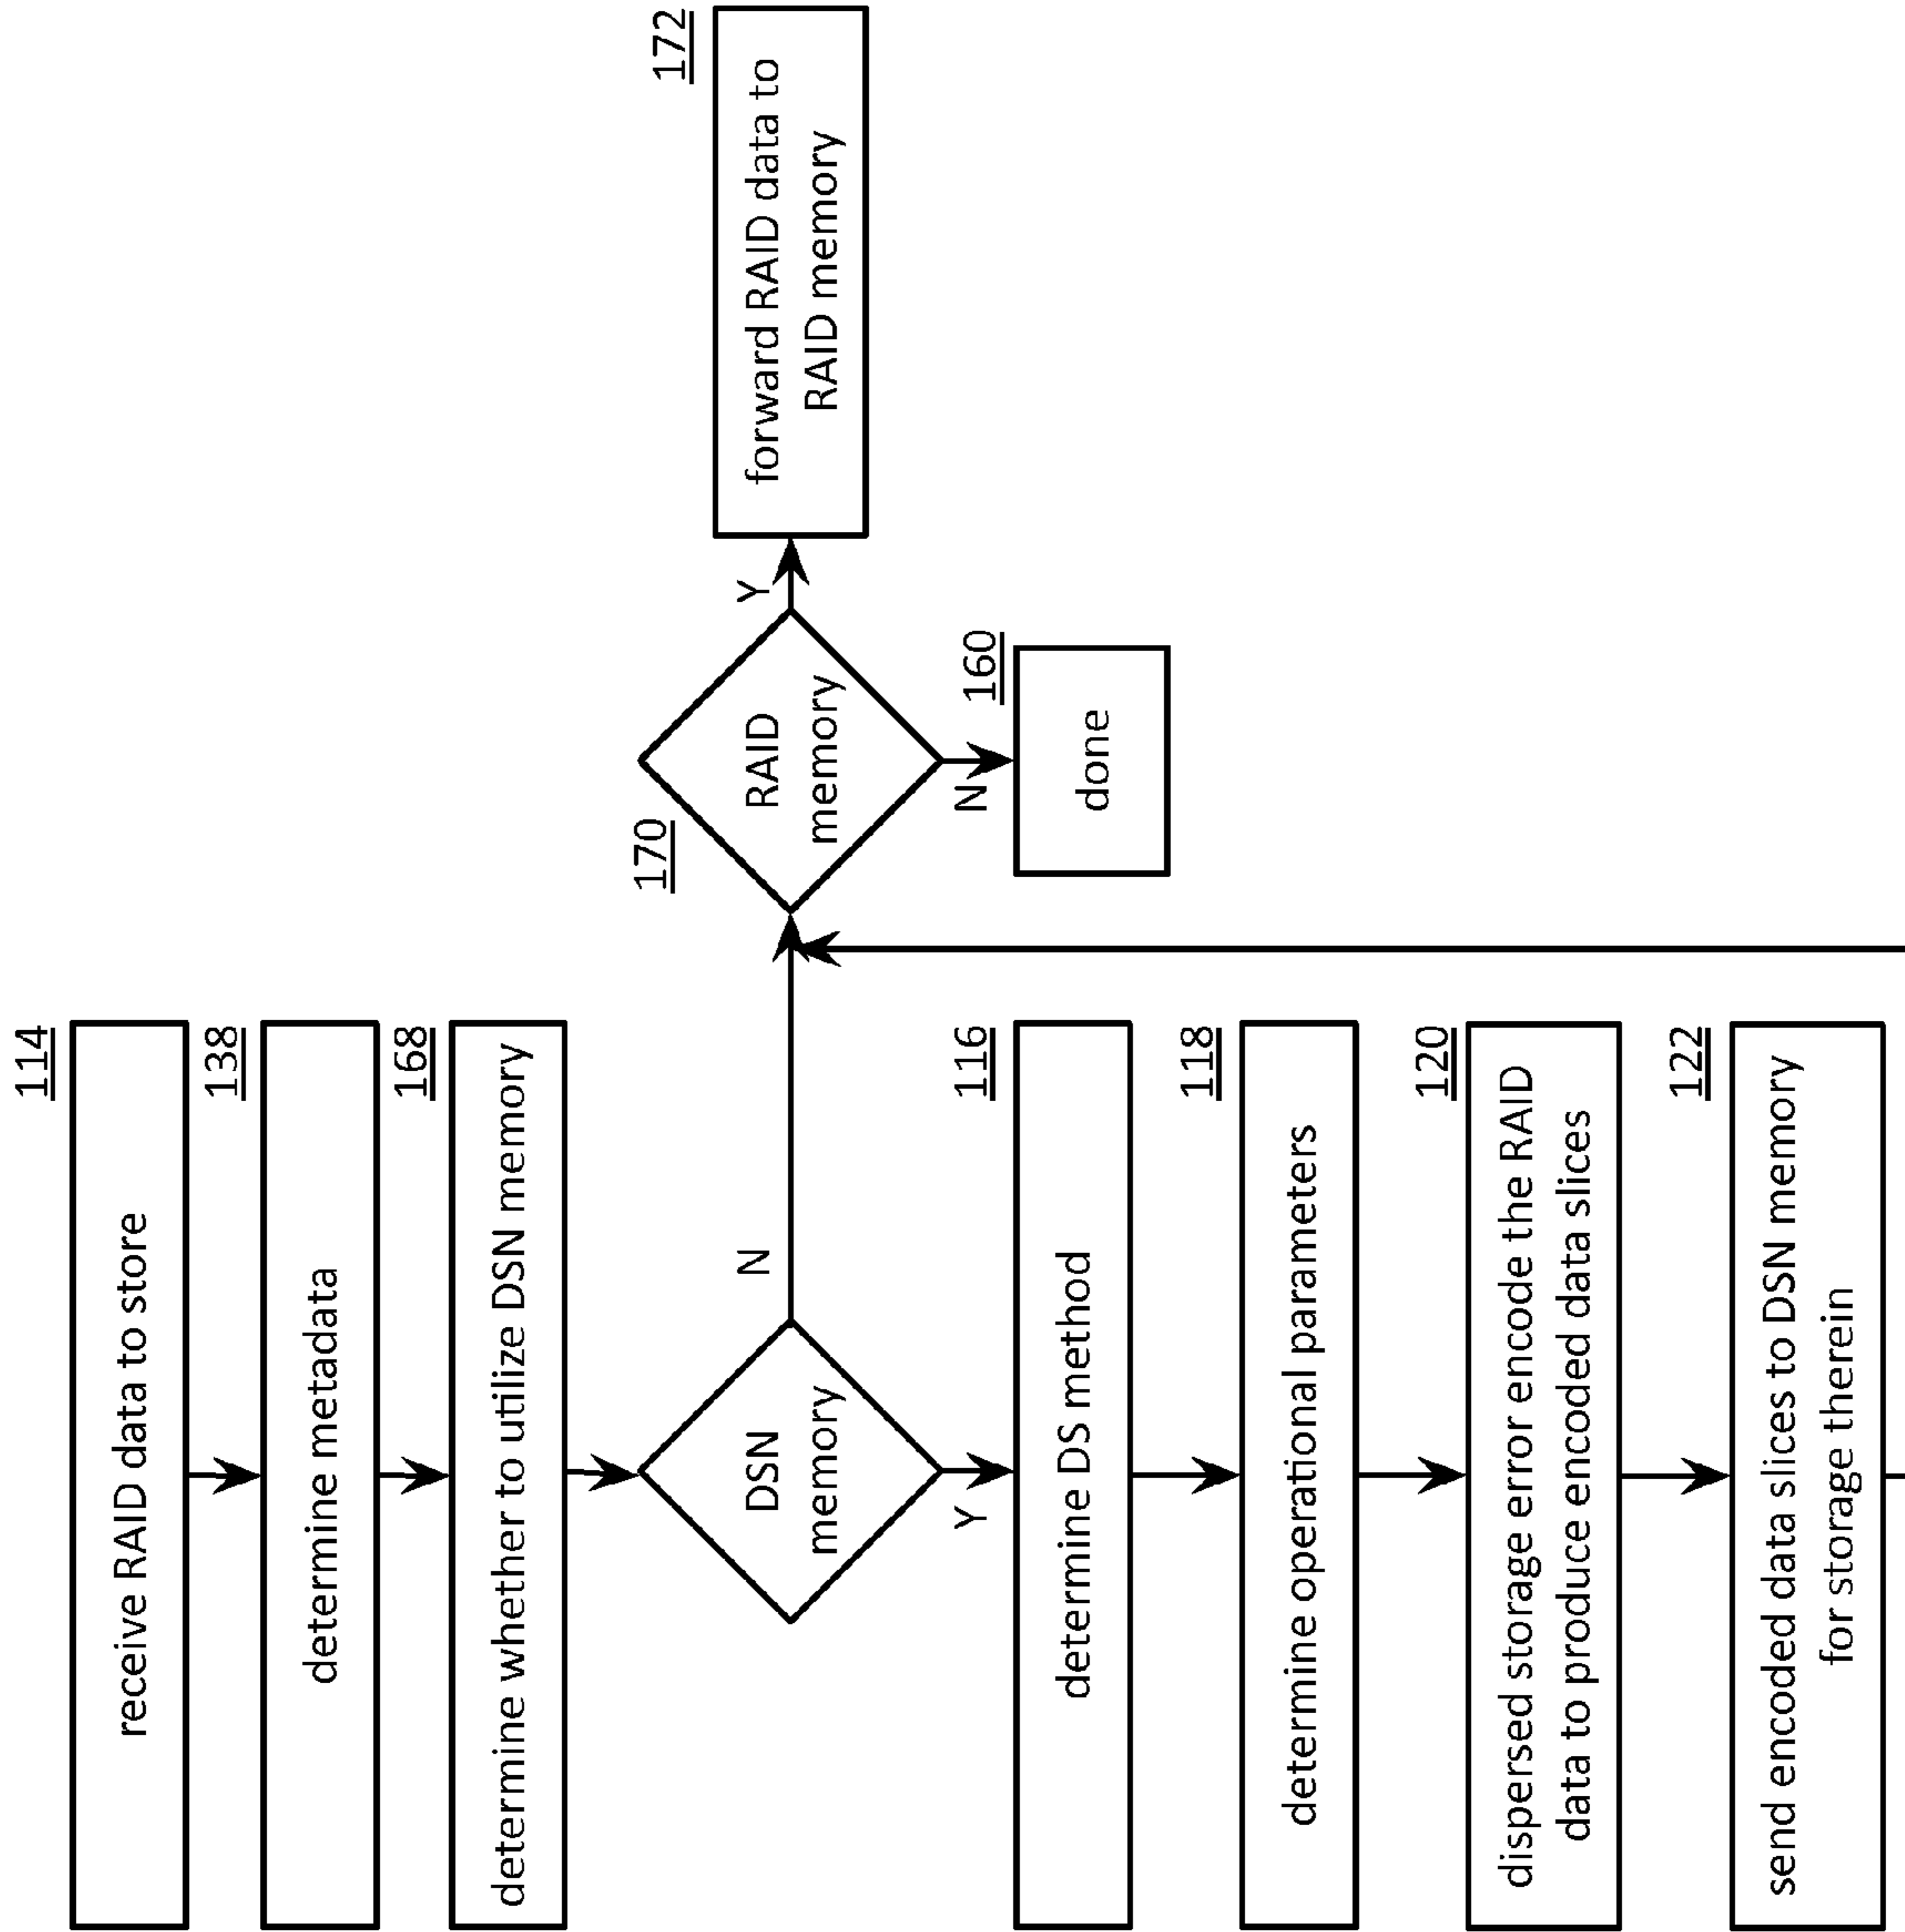 114
receive RAID data to store
138
determine metadata
168
determine whether to utilize DSN memory
DSN
memory
N
Y
116
determine DS method
118
determine operational parameters
120
dispersed storage error encode the RAID
data to produce encoded data slices
122
send encoded data slices to DSN memory
for storage therein
170
RAID
memory
Y
N
172
forward RAID data to
RAID memory
160
done